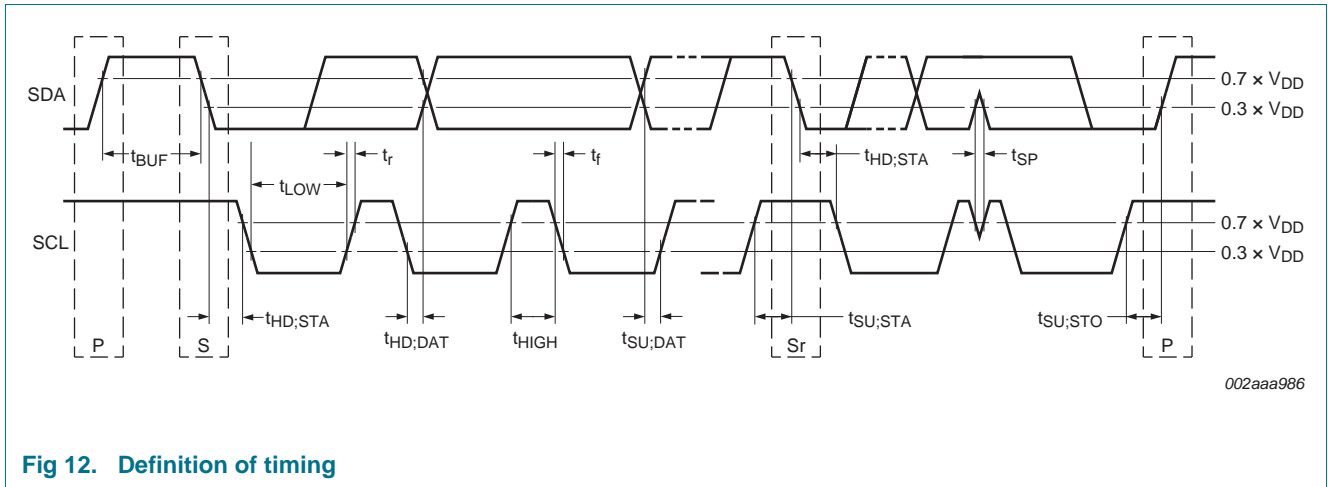 SDA
0.7 × VDD
0.3 × VDD
tBUF
tr
tf
tHD;STA
tSP
tLOW
SCL
0.7 × VDD
0.3 × VDD
tHD;STA
tHD;DAT
tHIGH
tSU;DAT
tSU;STA
tSU;STO
P
S
Sr
P
002aaa986
Fig 12. Definition of timing